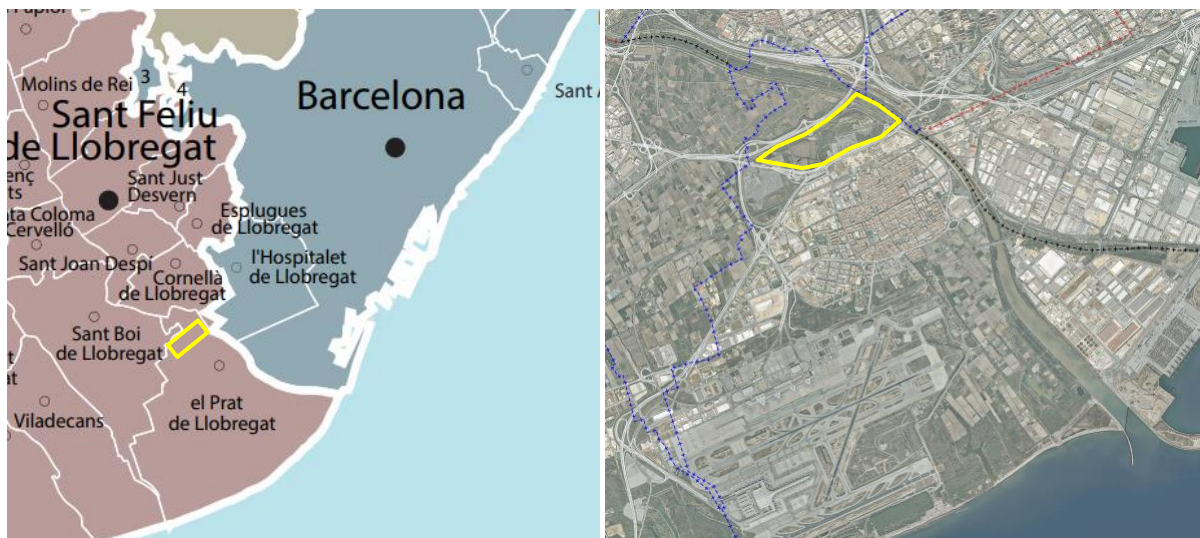 Molins de Rei
3
4
Sant Feliu
de Llobregat
Barcelona
Sant
Sant Just
Desvern
Esplugues
de Llobregat
Coloma
Cervelló
Sant Joan Despí
Cornellà
de Llobregat
l'Hospitalet
de Llobregat
Sant Boi
de Llobregat
el Prat
de Llobregat
Viladecans